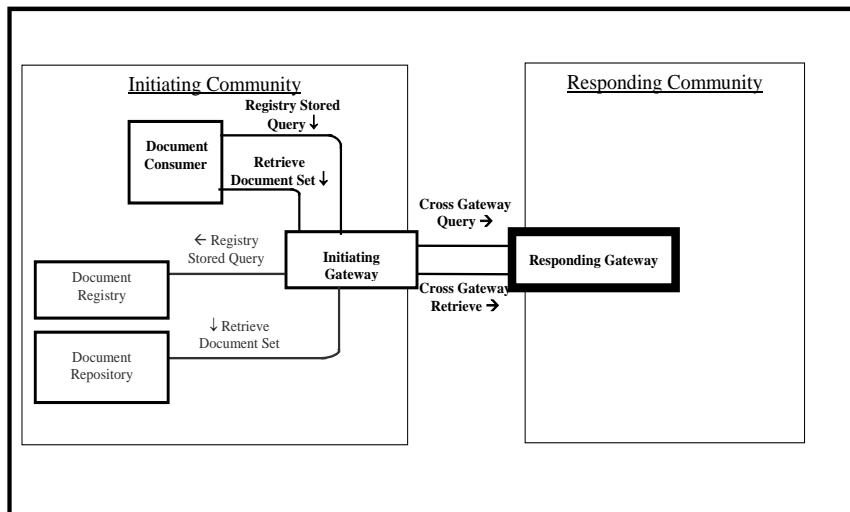 Initiating Community
Registry Stored
Query ↓
Document
Consumer
Retrieve
Document Set ↓
← Registry
Stored Query
Initiating
Gateway
Document
Registry
↓ Retrieve
Document Set
Document
Repository
Cross Gateway
Query →
Cross Gateway
Retrieve →
Responding Community
Responding Gateway